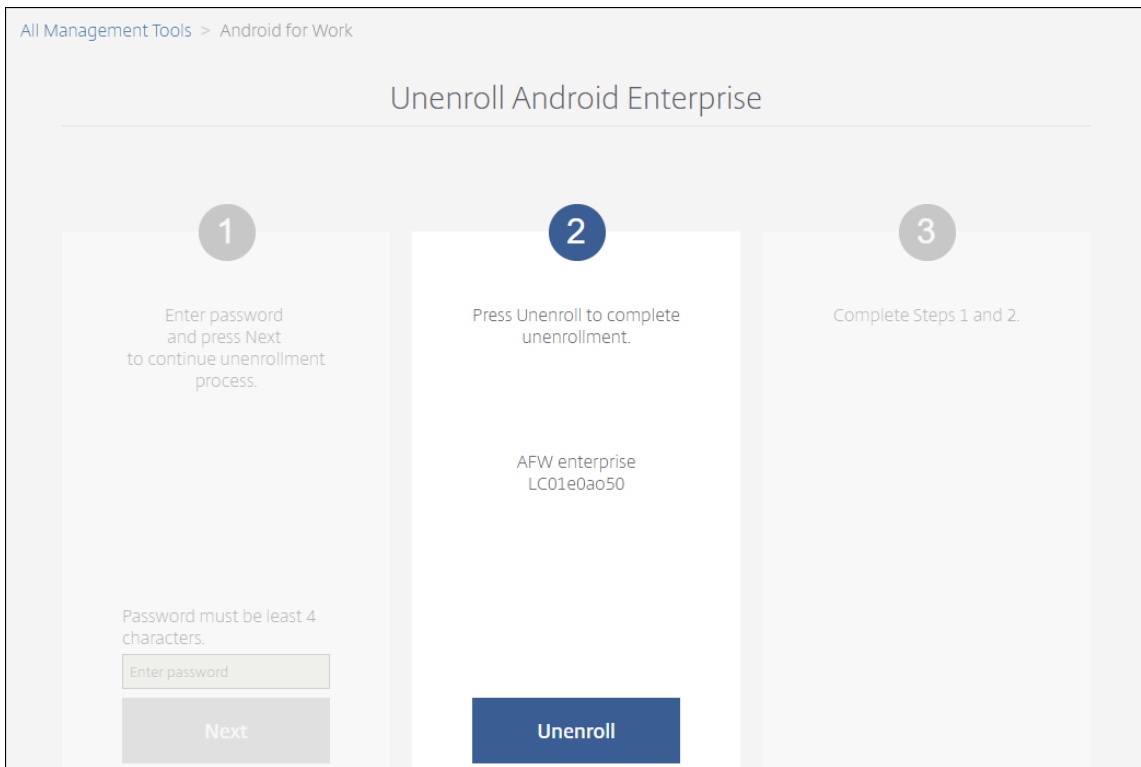 All Management Tools > Android for Work
Unenroll Android Enterprise
1
Enter password
and press Next
to continue unenrollment
process.
Password must be least 4
characters.
Enter password
Next
2
Press Unenroll to complete
unenrollment.
AFW enterprise
LC01e0ao50
Unenroll
3
Complete Steps 1 and 2.